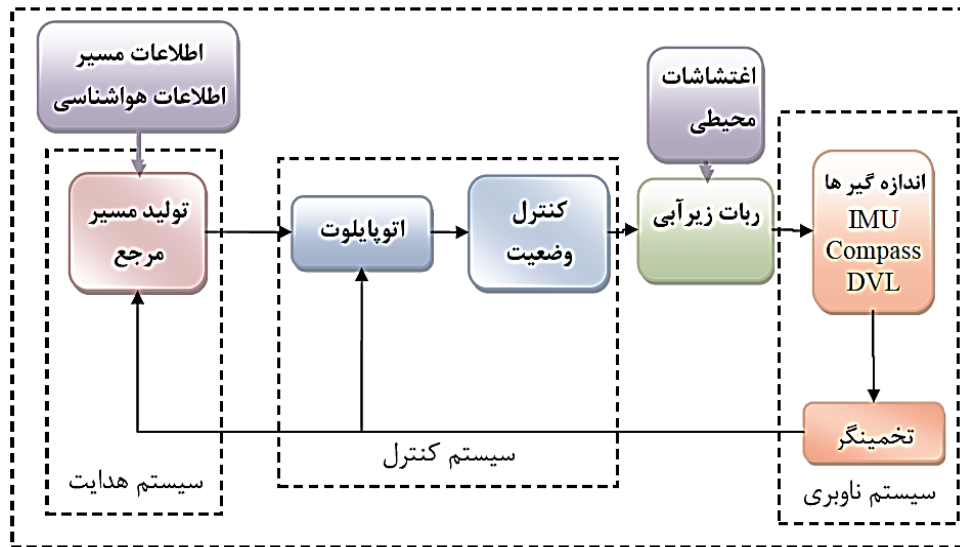 اطلاعات مسیر
اطلاعات هواشناسی
اغتشاشات
محیطی
تولید مسیر
مرجع
اتوپایلوت
کنترل
وضعیت
ربات زیرآبی
اندازه گیر ها
IMU
Compass
DVL
تخمینگر
سیستم هدایت
سیستم کنترل
سیستم ناوبری